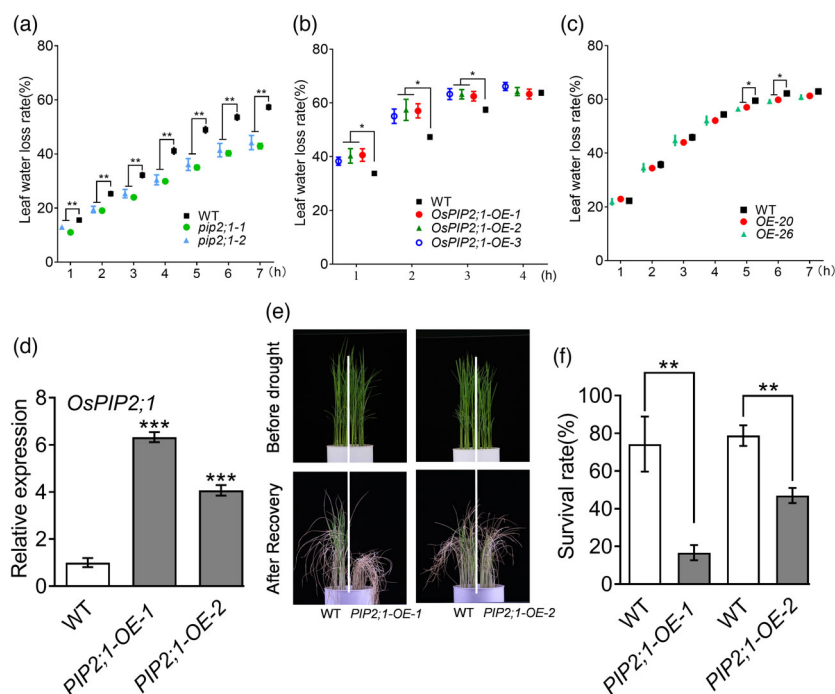 (a)
Leaf water loss rate(%)
80
60
40
20
0
** ** ** ** ** ** **
WT
pip2;1-1
pip2;1-2
1 2 3 4 5 6 7 (h)
(b)
Leaf water loss rate(%)
80
60
40
20
0
* * *
WT
OsPIP2;1-OE-1
OsPIP2;1-OE-2
OsPIP2;1-OE-3
1 2 3 4 (h)
(c)
Leaf water loss rate(%)
80
60
40
20
0
* *
WT
OE-20
OE-26
1 2 3 4 5 6 7 (h)
(d)
Relative expression
8
6
4
2
0
OsPIP2;1
*** ***
WT
PIP2;1-OE-1
PIP2;1-OE-2
(e)
Before drought
After Recovery
WT PIP2;1-OE-1 WT PIP2;1-OE-2
(f)
Survival rate(%)
100
80
60
40
20
0
** **
WT
PIP2;1-OE-1
WT
PIP2;1-OE-2